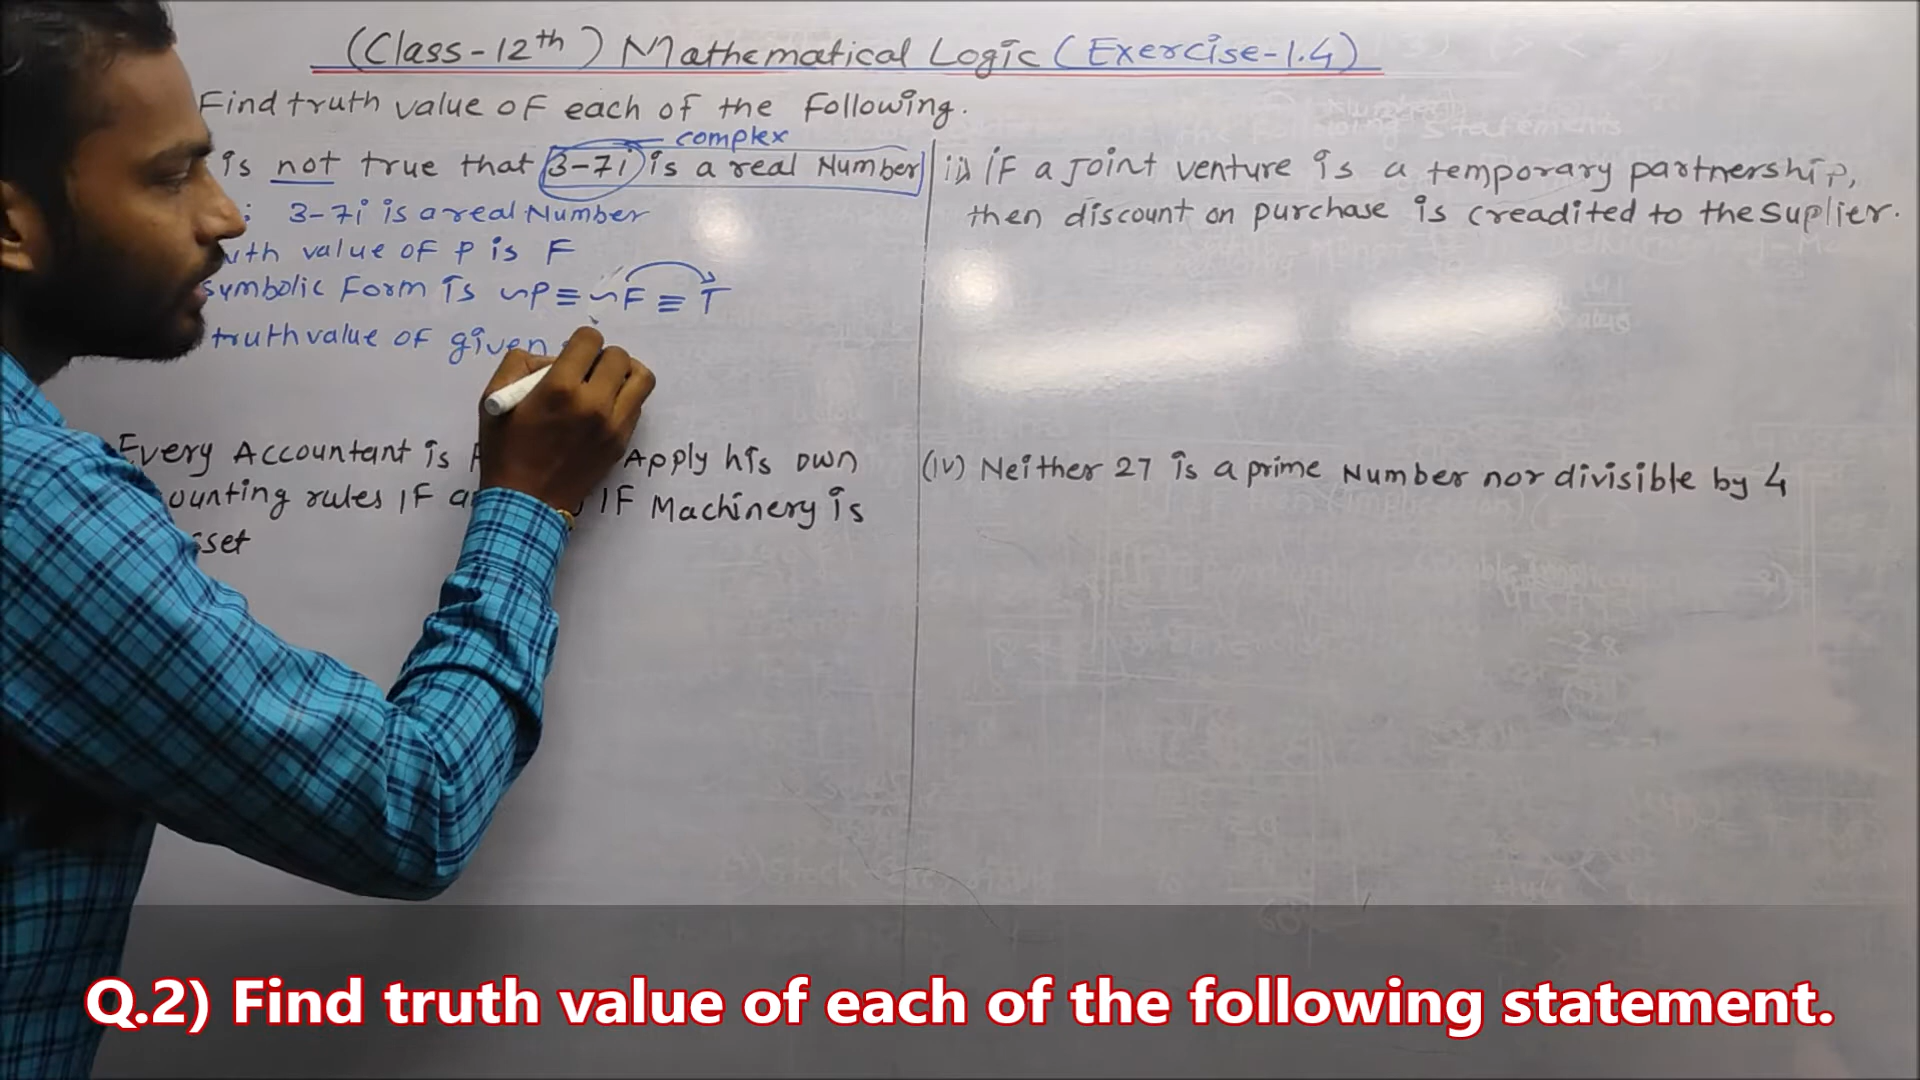 (Class-12th) Mathematical Logic (Exercise-1.4)
Find truth value of each of the following.
complex
is not true that 3-7i is a real Number
: 3-7i is a real Number
value of p is F
symbolic Form is ~P ≡ ~F ≡ T
truth value of given
ii) IF a Joint venture is a temporary partnership,
then discount on purchase is creadited to the suplier.
Every Accountant is Apply his own
rules IF IF Machinery is
(iv) Neither 27 is a prime Number nor divisible by 4
Q.2) Find truth value of each of the following statement.